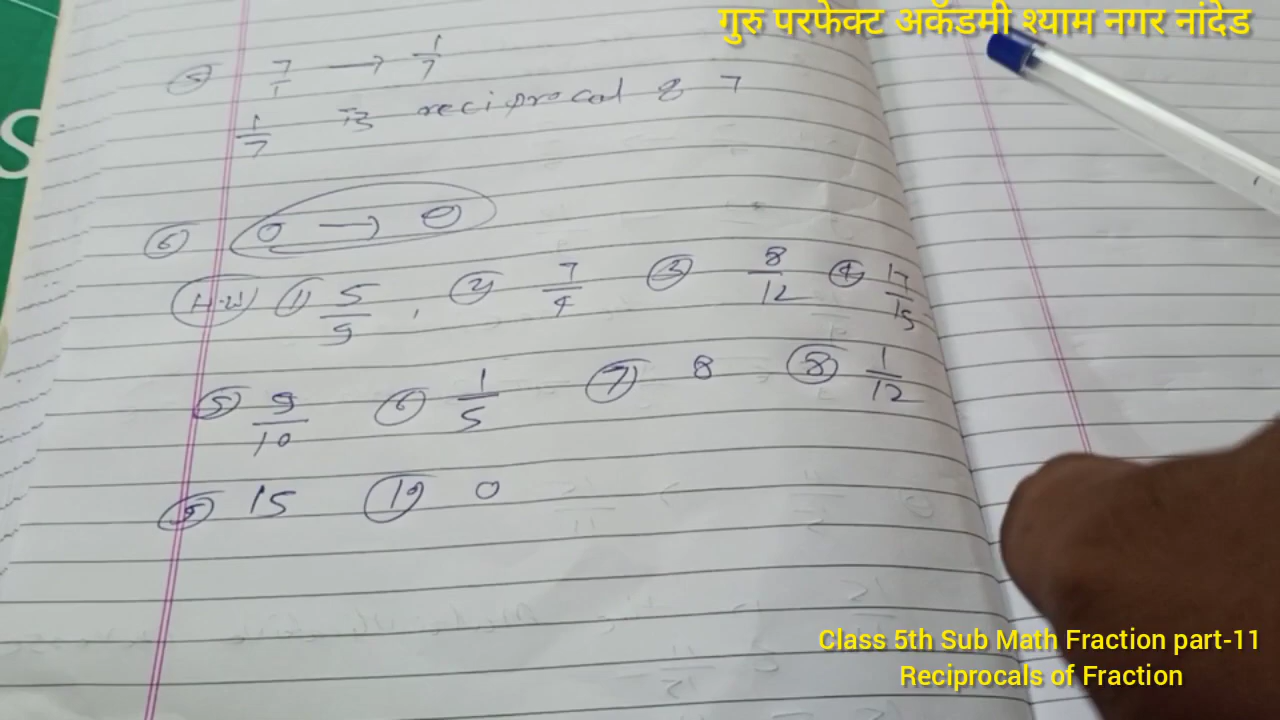 गुरु परफेक्ट अकॅडमी श्याम नगर नांदेड
S
5 7/1 → 1/7
1/7 is reciprocal of 7
6 0 → 0
H.W 1 5/9 , 2 7/4 3 8/12 4 17/15
5 9/10 6 1/5 7 8 8 1/12
9 15 10 0
Class 5th Sub Math Fraction part-11
Reciprocals of Fraction